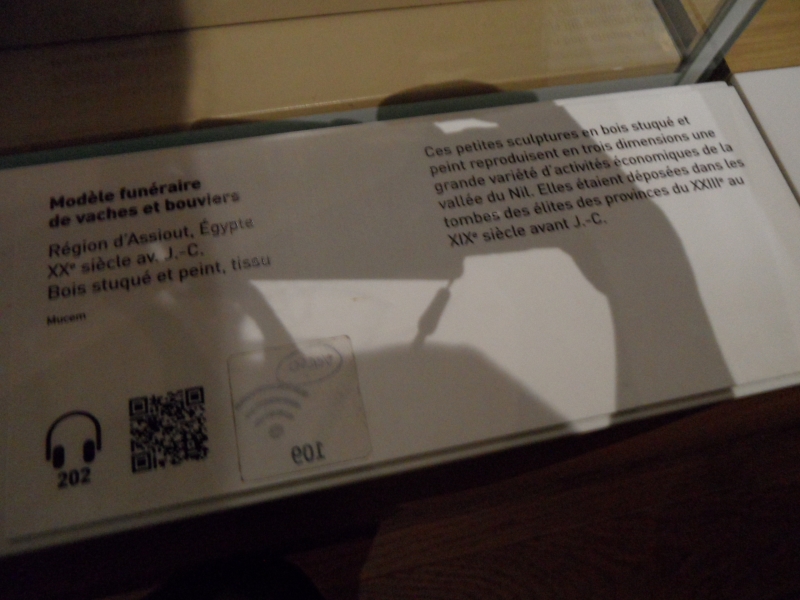 Modèle funéraire
de vaches et bouviers
Région d'Assiout, Égypte
XXᵉ siècle av. J.-C.
Bois stuqué et peint, tissu
Mucem
202
109
Ces petites sculptures en bois stuqué et
peint reproduisent en trois dimensions une
grande variété d'activités économiques de la
vallée du Nil. Elles étaient déposées dans les
tombes des élites des provinces du XXIIIᵉ au
XIXᵉ siècle avant J.-C.